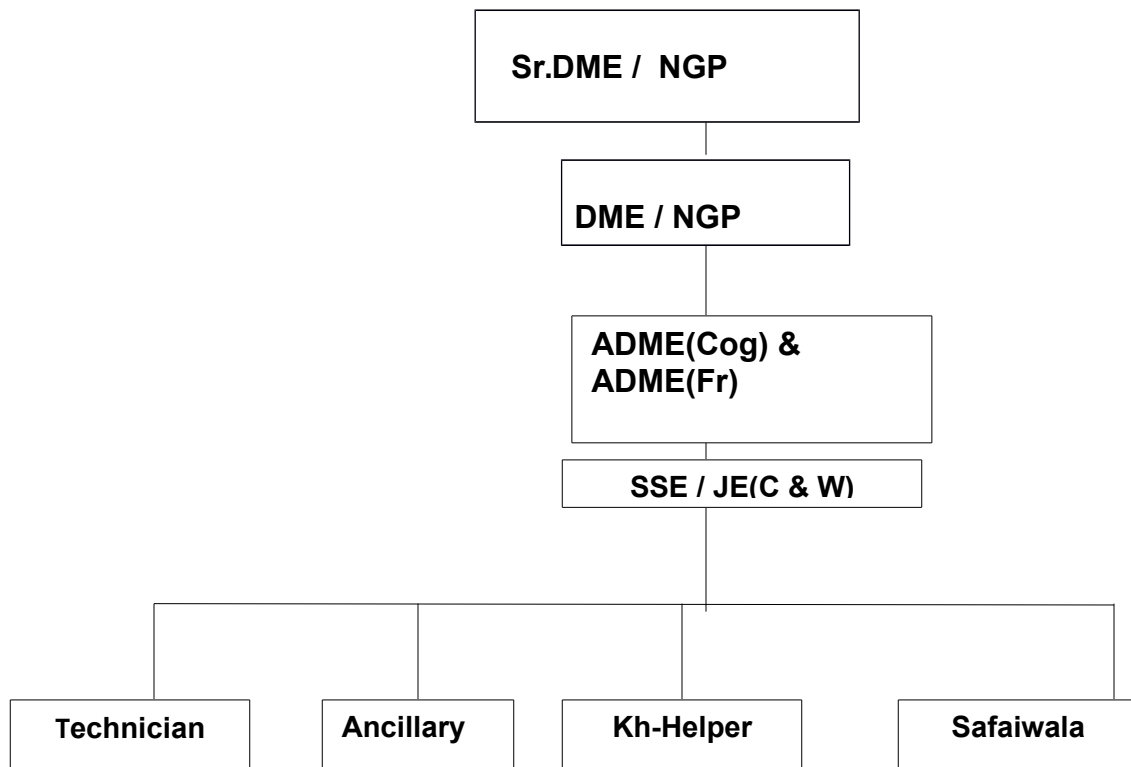 Sr.DME / NGP
DME / NGP
ADME(Cog) &
ADME(Fr)
SSE / JE(C & W)
Technician
Ancillary
Kh-Helper
Safaiwala